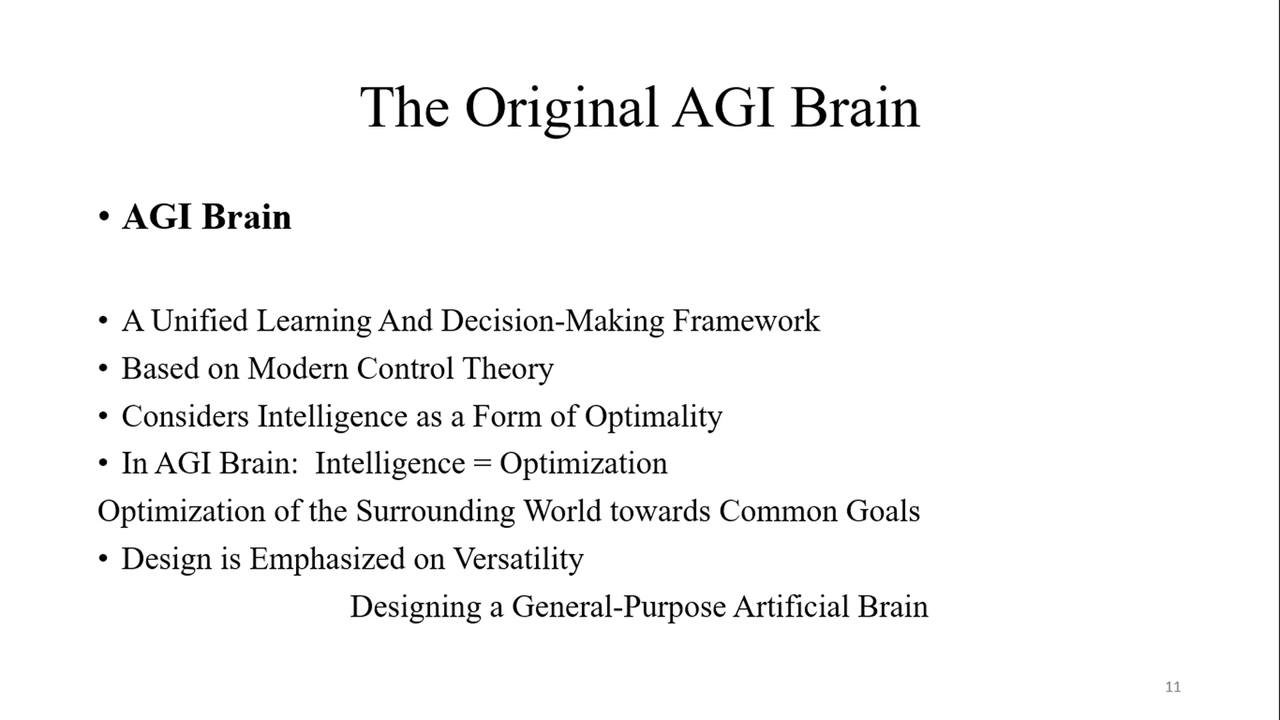 The Original AGI Brain
• AGI Brain
• A Unified Learning And Decision-Making Framework
• Based on Modern Control Theory
• Considers Intelligence as a Form of Optimality
• In AGI Brain:  Intelligence = Optimization
Optimization of the Surrounding World towards Common Goals
• Design is Emphasized on Versatility
Designing a General-Purpose Artificial Brain
11